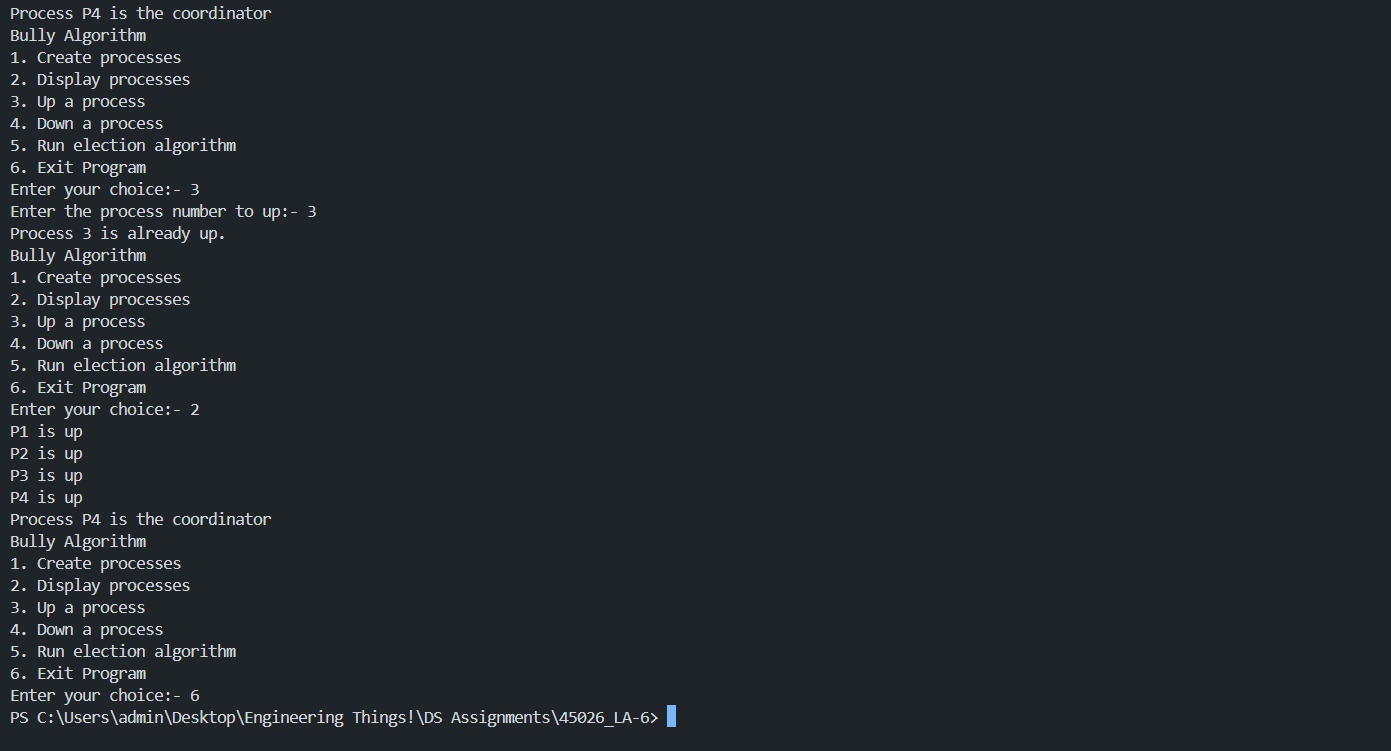 Process P4 is the coordinator
Bully Algorithm
1. Create processes
2. Display processes
3. Up a process
4. Down a process
5. Run election algorithm
6. Exit Program
Enter your choice:- 3
Enter the process number to up:- 3
Process 3 is already up.
Bully Algorithm
1. Create processes
2. Display processes
3. Up a process
4. Down a process
5. Run election algorithm
6. Exit Program
Enter your choice:- 2
P1 is up
P2 is up
P3 is up
P4 is up
Process P4 is the coordinator
Bully Algorithm
1. Create processes
2. Display processes
3. Up a process
4. Down a process
5. Run election algorithm
6. Exit Program
Enter your choice:- 6
PS C:\Users\admin\Desktop\Engineering Things!\DS Assignments\45026_LA-6>